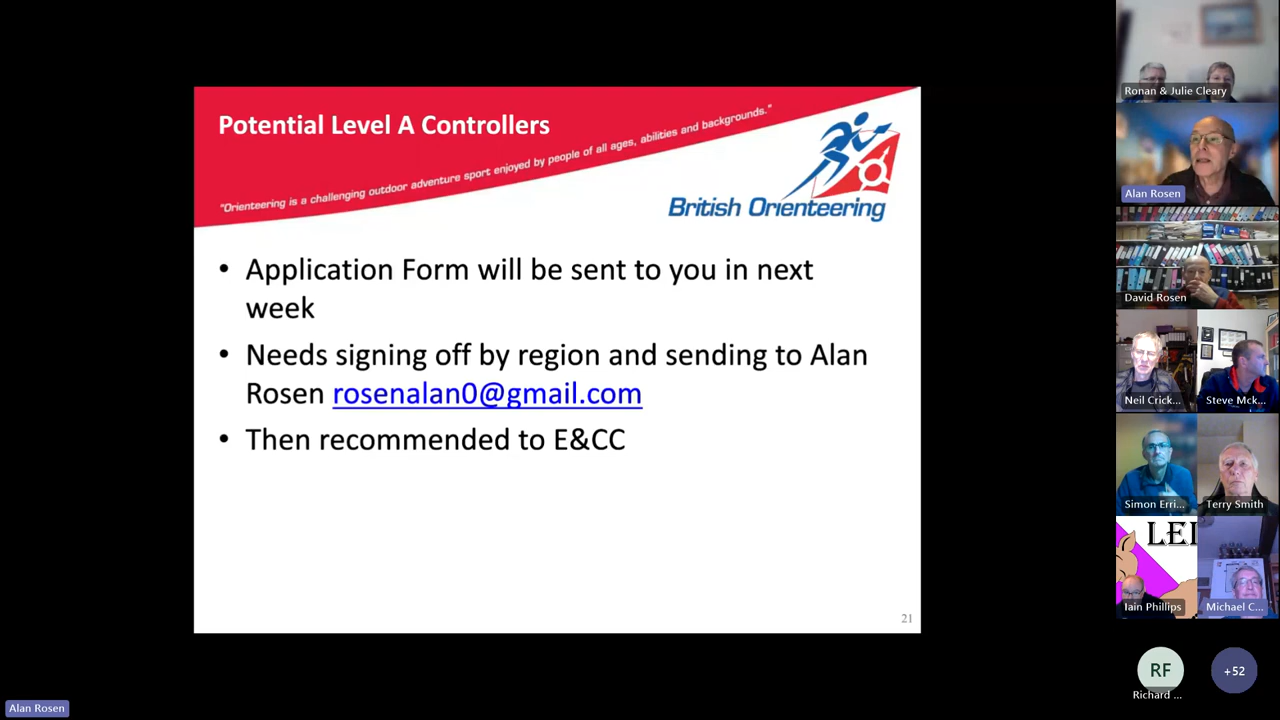 Potential Level A Controllers
"Orienteering is a challenging outdoor adventure sport enjoyed by people of all ages, abilities and backgrounds."
British Orienteering
• Application Form will be sent to you in next
week
• Needs signing off by region and sending to Alan
Rosen rosenalan0@gmail.com
• Then recommended to E&CC
21
Alan Rosen
Ronan & Julie Cleary
Alan Rosen
David Rosen
Neil Crick...
Steve Mck...
Simon Erri...
Terry Smith
LEI
Iain Phillips
Michael C...
RF
Richard ...
+52